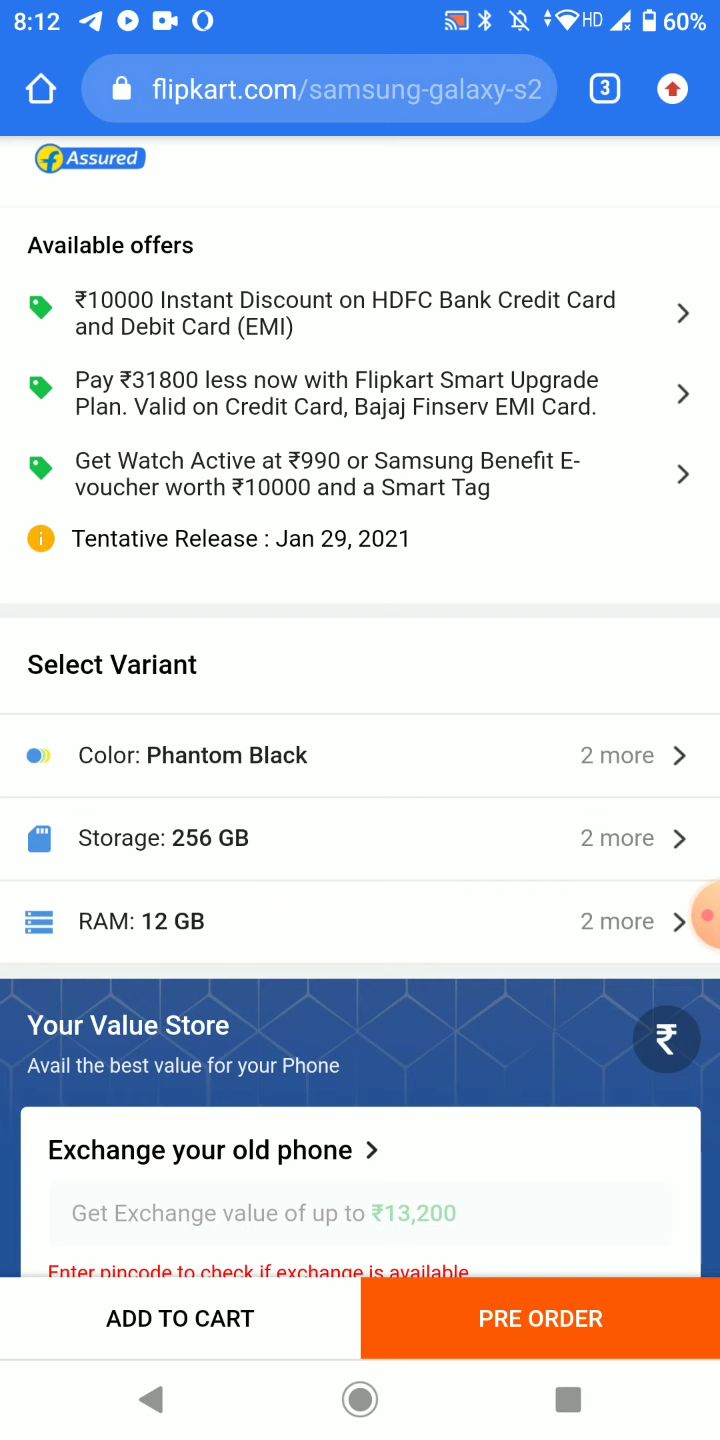 8:12 HD 60%
flipkart.com/samsung-galaxy-s2 3
f Assured
Available offers
₹10000 Instant Discount on HDFC Bank Credit Card
and Debit Card (EMI)
Pay ₹31800 less now with Flipkart Smart Upgrade
Plan. Valid on Credit Card, Bajaj Finserv EMI Card.
Get Watch Active at ₹990 or Samsung Benefit E-
voucher worth ₹10000 and a Smart Tag
Tentative Release : Jan 29, 2021
Select Variant
Color: Phantom Black 2 more
Storage: 256 GB 2 more
RAM: 12 GB 2 more
Your Value Store
₹
Avail the best value for your Phone
Exchange your old phone
Get Exchange value of up to ₹13,200
Enter pincode to check if exchange is available
ADD TO CART PRE ORDER